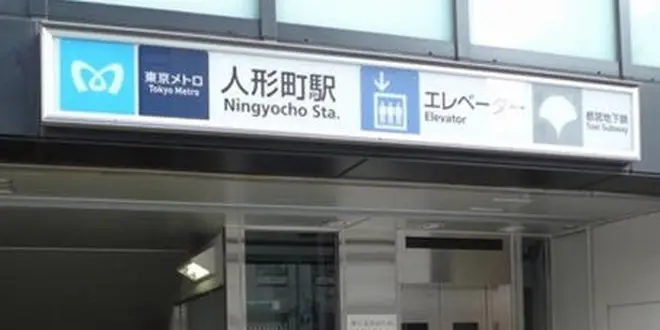 東京メトロ
Tokyo Metro
人形町駅
Ningyocho Sta.
エレベーター
Elevator
都営地下鉄
Toei Subway